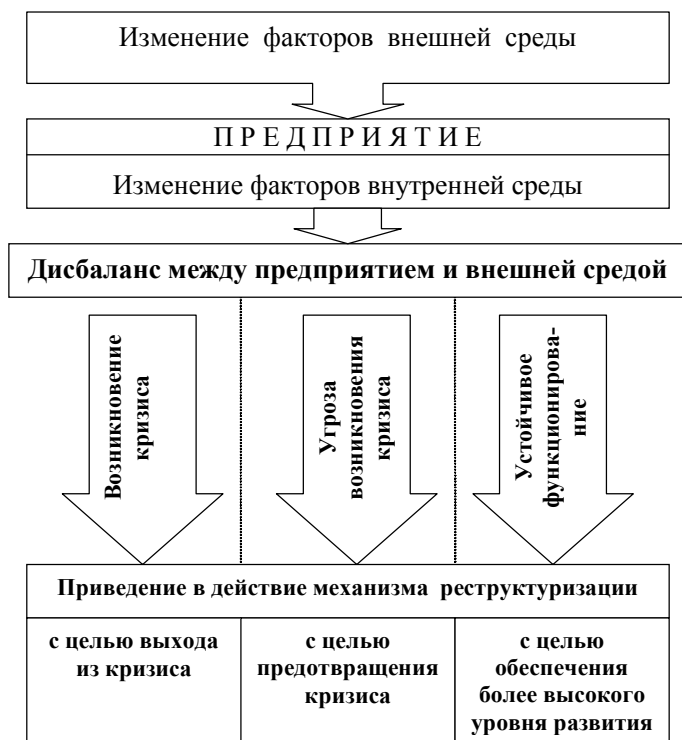 Изменение факторов внешней среды
П Р Е Д П Р И Я Т И Е
Изменение факторов внутренней среды
Дисбаланс между предприятием и внешней средой
Возникновение
кризиса
Угроза
возникновения
кризиса
Устойчивое
функционирова-
ние
Приведение в действие механизма реструктуризации
с целью выхода
из кризиса
с целью
предотвращения
кризиса
с целью
обеспечения
более высокого
уровня развития